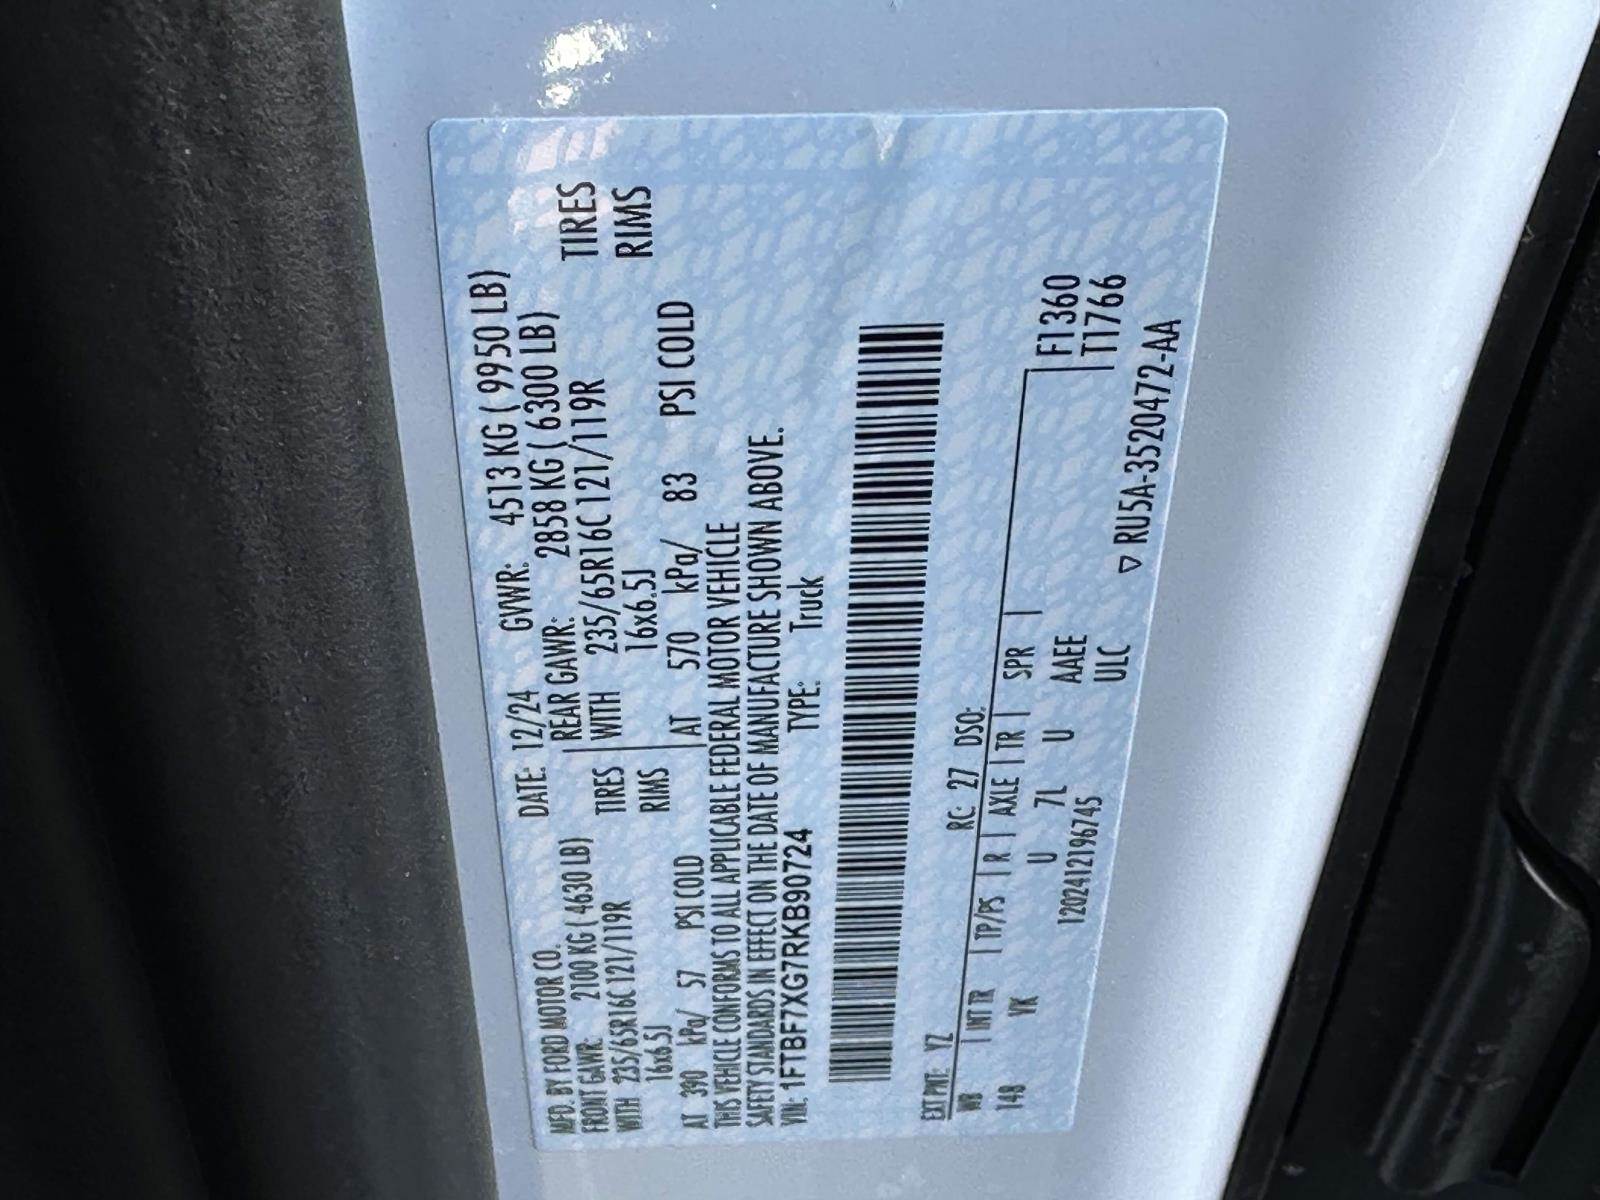 MFD. BY FORD MOTOR CO. DATE: 12/24 GVWR: 4513 KG ( 9950 LB)
FRONT GAWR: 2100 KG ( 4630 LB) REAR GAWR: 2858 KG ( 6300 LB)
WITH 235/65R16C 121/119R TIRES WITH 235/65R16C 121/119R TIRES
16x6.5J RIMS 16x6.5J RIMS
AT 390 kPa/ 57 PSI COLD AT 570 kPa/ 83 PSI COLD
THIS VEHICLE CONFORMS TO ALL APPLICABLE FEDERAL MOTOR VEHICLE
SAFETY STANDARDS IN EFFECT ON THE DATE OF MANUFACTURE SHOWN ABOVE.
VIN: 1FTBF7XG7RKB90724 TYPE: Truck
EXT PNT: YZ RC: 27 DSO:
WB | INT TR | TP/PS | R | AXLE | TR | SPR | F1360
148 VK U 7L U AAEE T1766
12024121967​45 ULC
▽ RU5A-3520472-AA